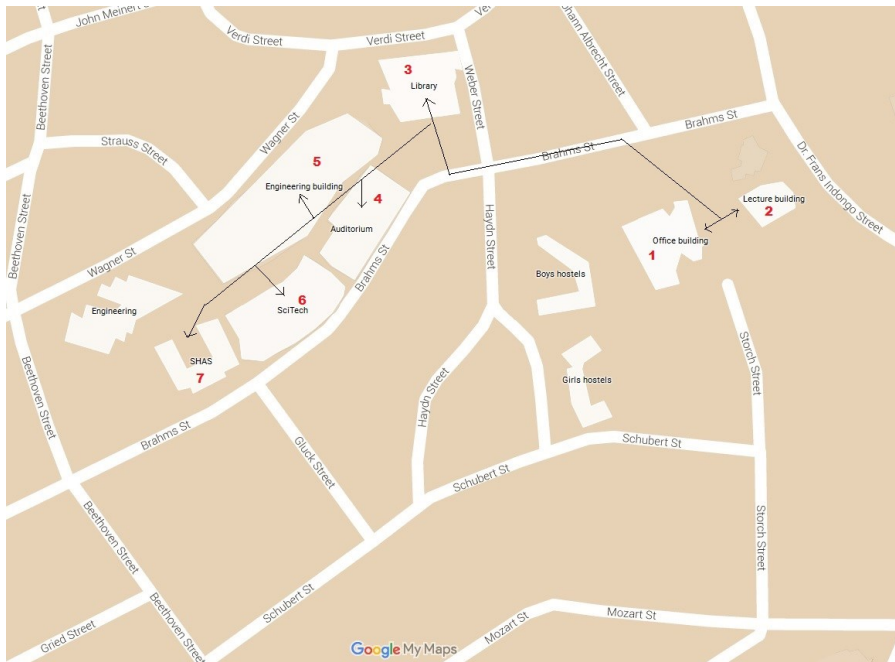 John Meinert S
Verdi Street
Verdi Street
Ve
ohann Albrecht Street
Beethoven Street
3
Library
Weber Street
Brahms St
Brahms St
Strauss Street
Wagner St
Dr. Frans Indongo Street
5
Engineering building
4
Auditorium
Lecture building
2
Office building
1
Haydn Street
Beethoven Street
Wagner St
Brahms St
Boys hostels
6
SciTech
Engineering
SHAS
7
Storch Street
Girls hostels
Beethoven Street
Haydn Street
Brahms St
Gluck Street
Schubert St
Schubert St
Storch Street
Beethoven Street
Schubert St
Gried Street
Mozart St
Mozart St
Google My Maps